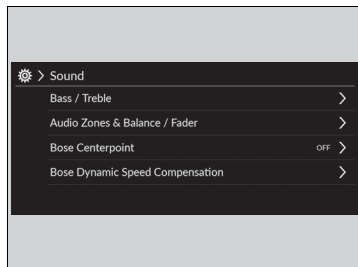 Sound
Bass / Treble
Audio Zones & Balance / Fader
Bose Centerpoint OFF
Bose Dynamic Speed Compensation